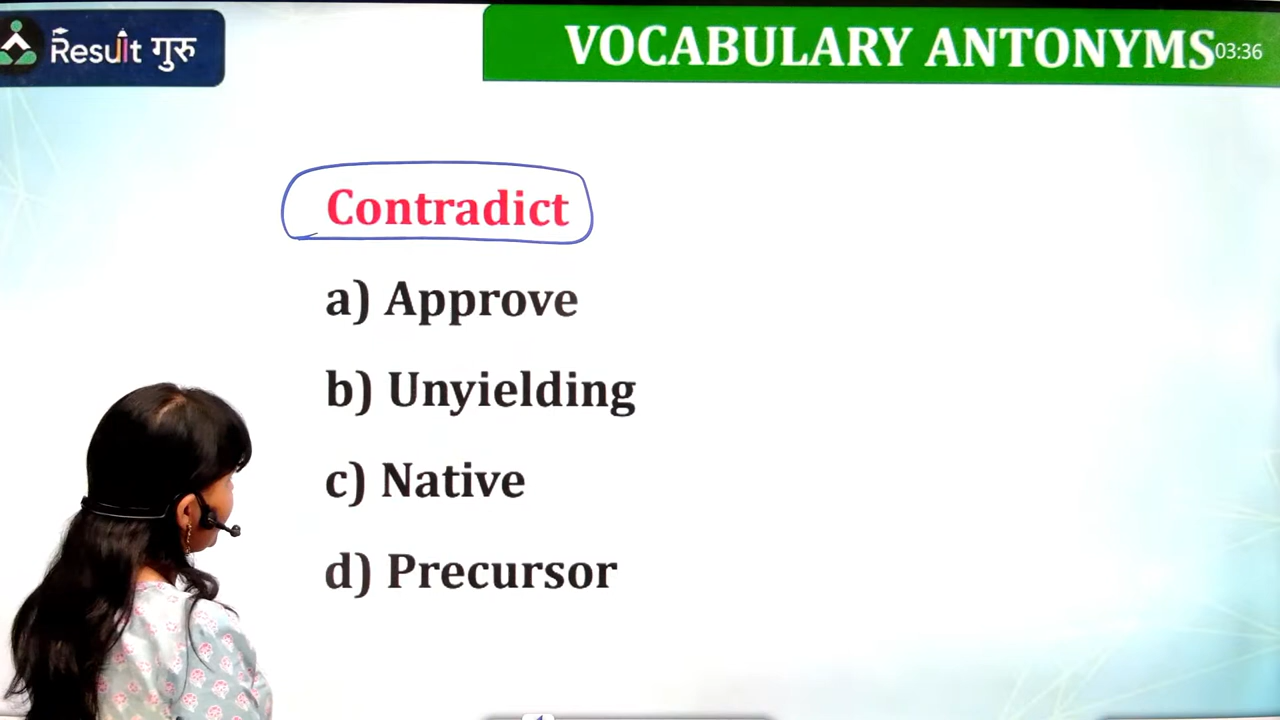 Result गुरु
VOCABULARY ANTONYMS
03:36
Contradict
a) Approve
b) Unyielding
c) Native
d) Precursor